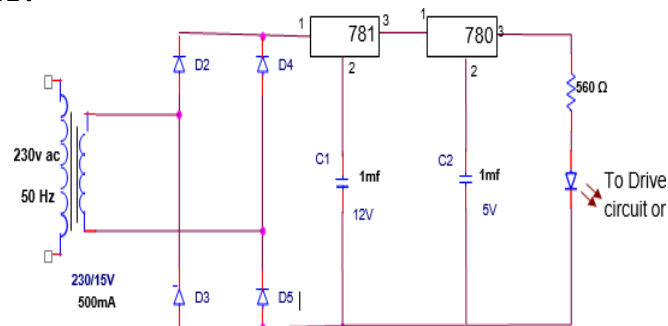 1
781
3
1
780
3
D2
D4
2
2
560 Ω
230v ac
C1
1mf
C2
1mf
To Drive
circuit or
50 Hz
12V
5V
230/15V
500mA
D3
D5